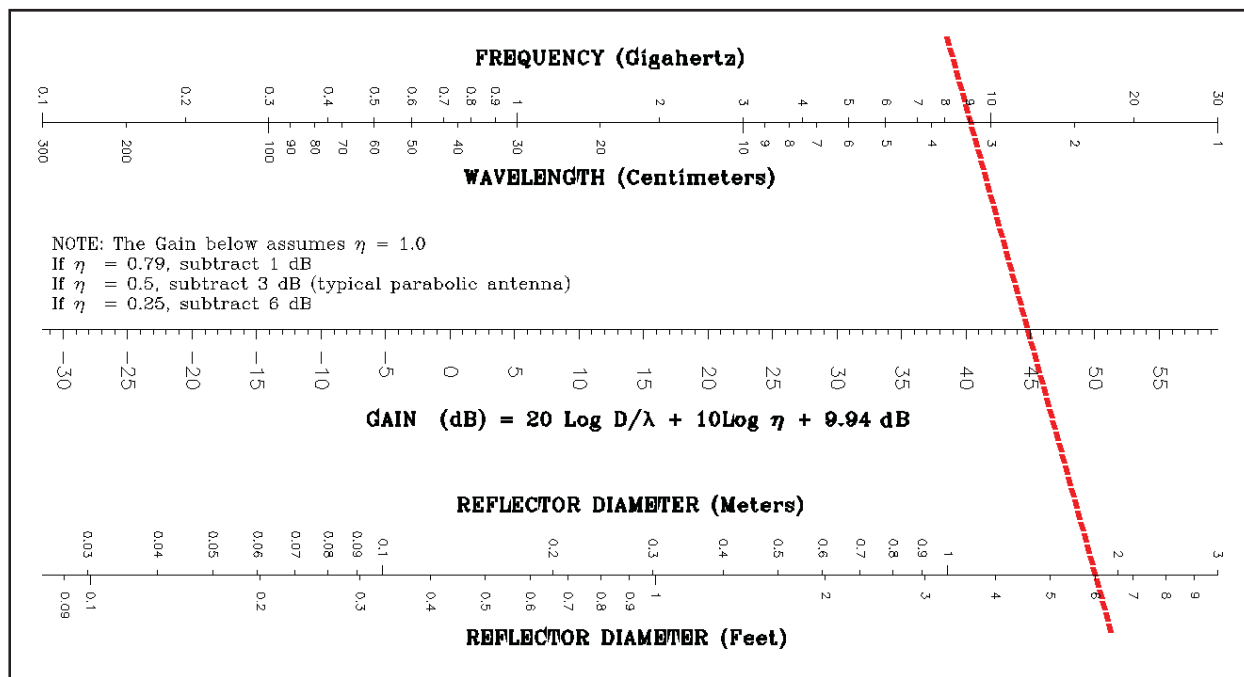 FREQUENCY (Gigahertz)
0.1 0.2 0.3 0.4 0.5 0.6 0.7 0.8 0.9 1 2 3 4 5 6 7 8 9 10 20 30
300 200 100 90 80 70 60 50 40 30 20 10 9 8 7 6 5 4 3 2 1
WAVELENGTH (Centimeters)
NOTE: The Gain below assumes η = 1.0
If η = 0.79, subtract 1 dB
If η = 0.5, subtract 3 dB (typical parabolic antenna)
If η = 0.25, subtract 6 dB
-30 -25 -20 -15 -10 -5 0 5 10 15 20 25 30 35 40 45 50 55
GAIN (dB) = 20 Log D/λ + 10Log η + 9.94 dB
REFLECTOR DIAMETER (Meters)
0.03 0.04 0.05 0.06 0.07 0.08 0.09 0.1 0.2 0.3 0.4 0.5 0.6 0.7 0.8 0.9 1 2 3
0.09 0.1 0.2 0.3 0.4 0.5 0.6 0.7 0.8 0.9 1 2 3 4 5 6 7 8 9
REFLECTOR DIAMETER (Feet)